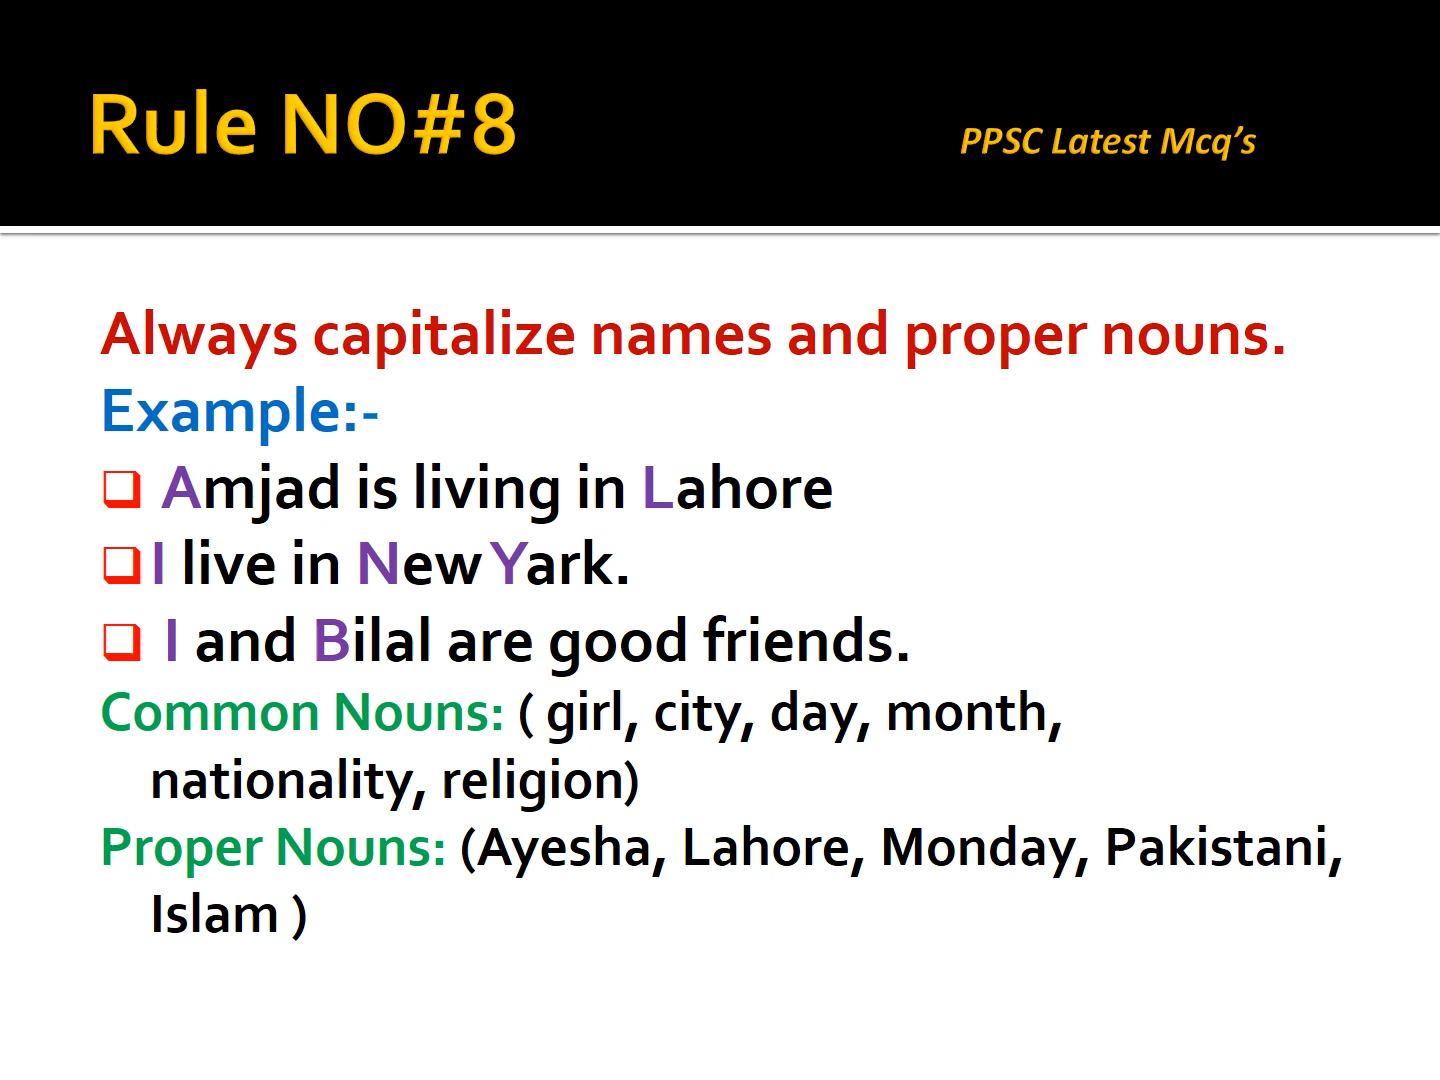 Rule NO#8
PPSC Latest Mcq’s
Always capitalize names and proper nouns.
Example:-
❑ Amjad is living in Lahore
❑ I live in New Yark.
❑ I and Bilal are good friends.
Common Nouns: ( girl, city, day, month,
nationality, religion)
Proper Nouns: (Ayesha, Lahore, Monday, Pakistani,
Islam )